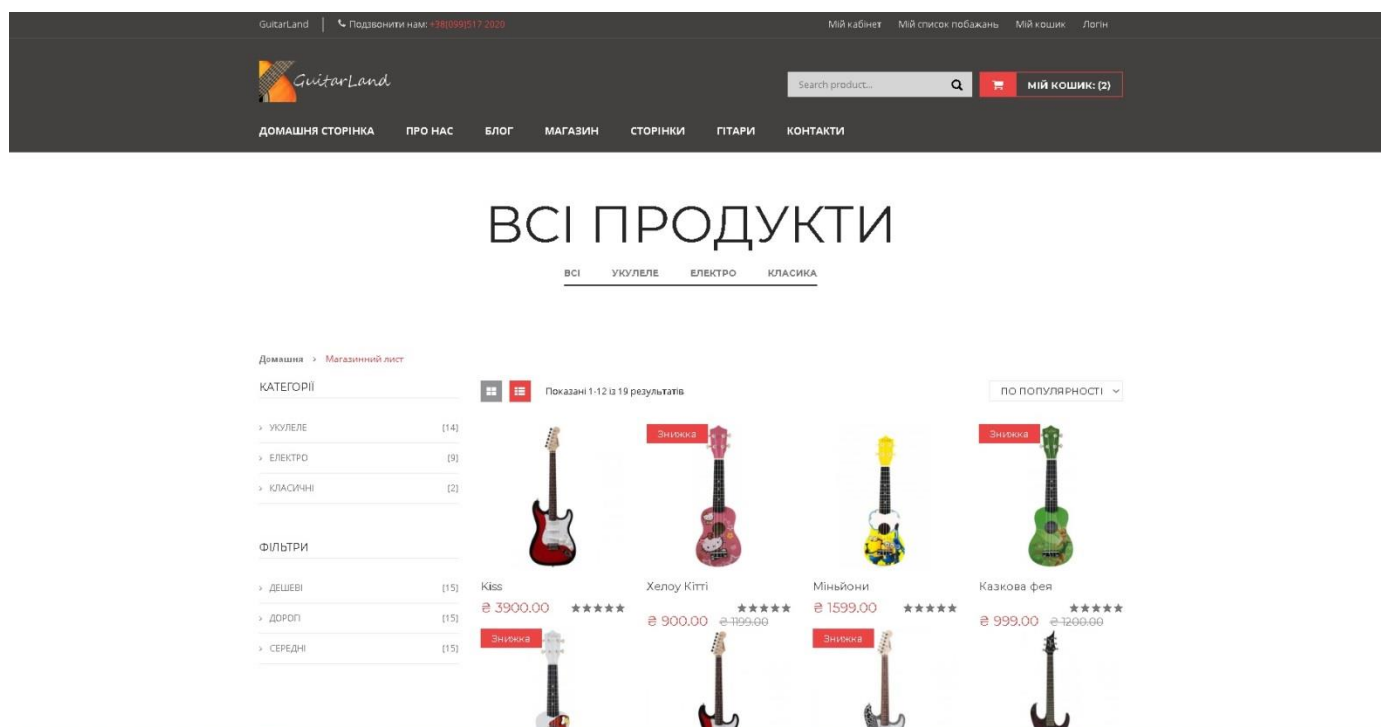 GuitarLand Подзвонити нам: +38(099)517 2020 Мій кабінет Мій список побажань Мій кошик Логін
GuitarLand
Search product... МІЙ КОШИК: (2)
ДОМАШНЯ СТОРІНКА ПРО НАС БЛОГ МАГАЗИН СТОРІНКИ ГІТАРИ КОНТАКТИ
ВСІ ПРОДУКТИ
ВСІ УКУЛЕЛЕ ЕЛЕКТРО КЛАСИКА
Домашня > Магазинний лист
КАТЕГОРІЇ
> УКУЛЕЛЕ (14)
> ЕЛЕКТРО (9)
> КЛАСИЧНІ (2)
ФІЛЬТРИ
> ДЕШЕВІ (15)
> ДОРОГІ (15)
> СЕРЕДНІ (15)
Показані 1-12 із 19 результатів ПО ПОПУЛЯРНОСТІ
Знижка Знижка
Kiss Хелоу Кітті Міньйони Казкова фея
₴ 3900.00 ₴ 900.00 ₴ 1199.00 ₴ 1599.00 ₴ 999.00 ₴ 1200.00
Знижка Знижка